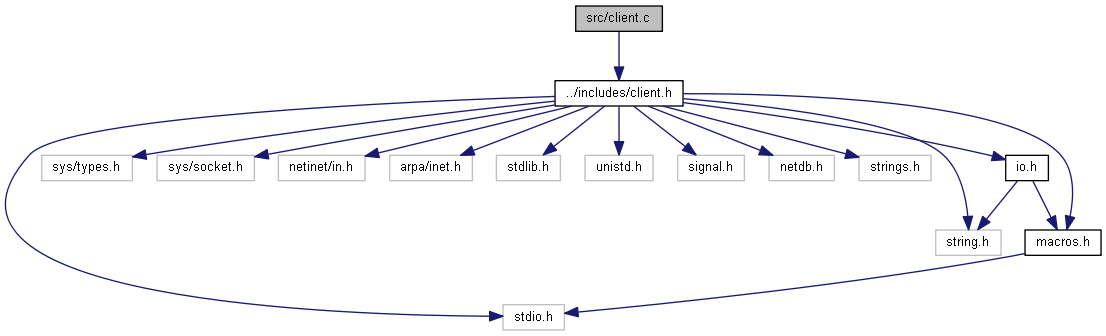 src/client.c
../includes/client.h
sys/types.h
sys/socket.h
netinet/in.h
arpa/inet.h
stdlib.h
unistd.h
signal.h
netdb.h
strings.h
io.h
string.h
macros.h
stdio.h